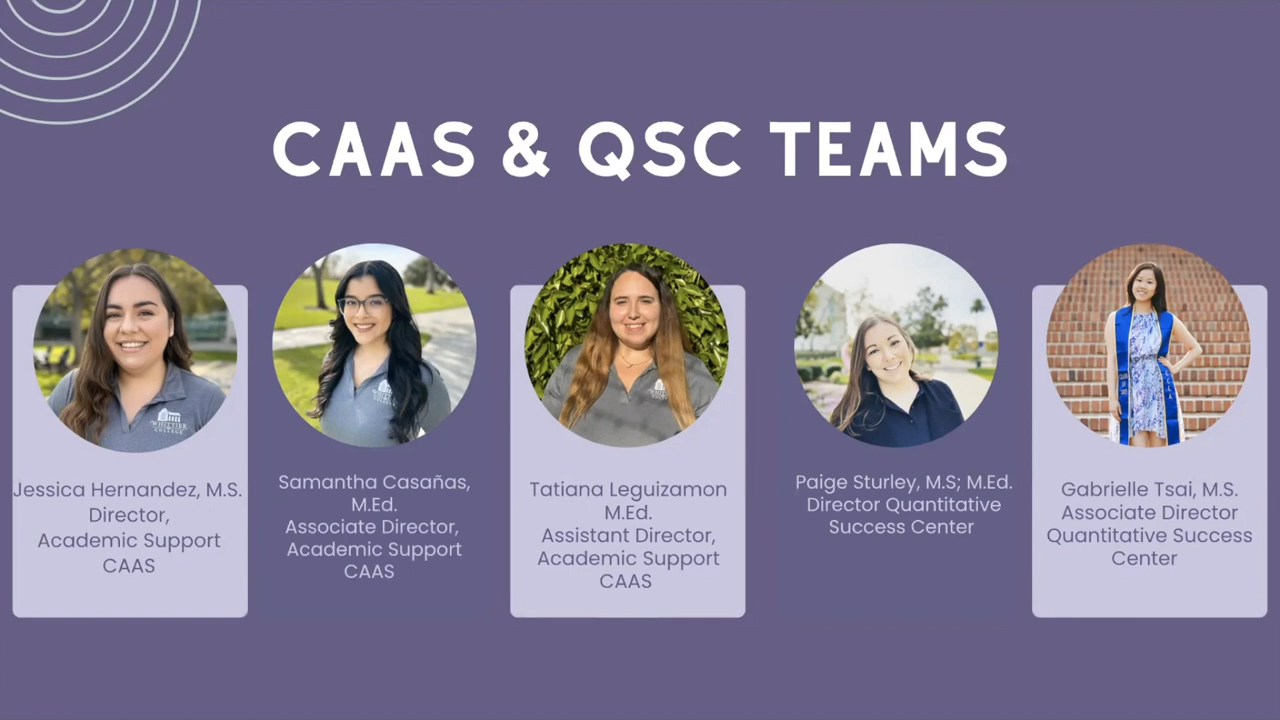 CAAS & QSC TEAMS
WHITTIER
COLLEGE
Jessica Hernandez, M.S.
Director,
Academic Support
CAAS
Samantha Casañas,
M.Ed.
Associate Director,
Academic Support
CAAS
Tatiana Leguizamon
M.Ed.
Assistant Director,
Academic Support
CAAS
Paige Sturley, M.S; M.Ed.
Director Quantitative
Success Center
Gabrielle Tsai, M.S.
Associate Director
Quantitative Success
Center